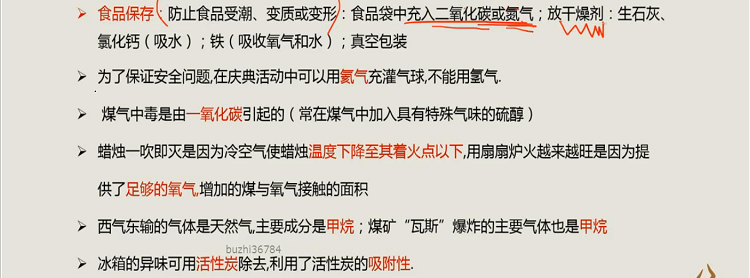 食品保存（防止食品受潮、变质或变形：食品袋中充入二氧化碳或氮气；放干燥剂：生石灰、
氯化钙（吸水）；铁（吸收氧气和水）；真空包装
为了保证安全问题,在庆典活动中可以用氦气充灌气球,不能用氢气.
煤气中毒是由一氧化碳引起的（常在煤气中加入具有特殊气味的硫醇）
蜡烛一吹即灭是因为冷空气使蜡烛温度下降至其着火点以下,用扇扇炉火越来越旺是因为提
供了足够的氧气,增加的煤与氧气接触的面积
西气东输的气体是天然气,主要成分是甲烷；煤矿“瓦斯”爆炸的主要气体也是甲烷
buzhi36784
冰箱的异味可用活性炭除去,利用了活性炭的吸附性.